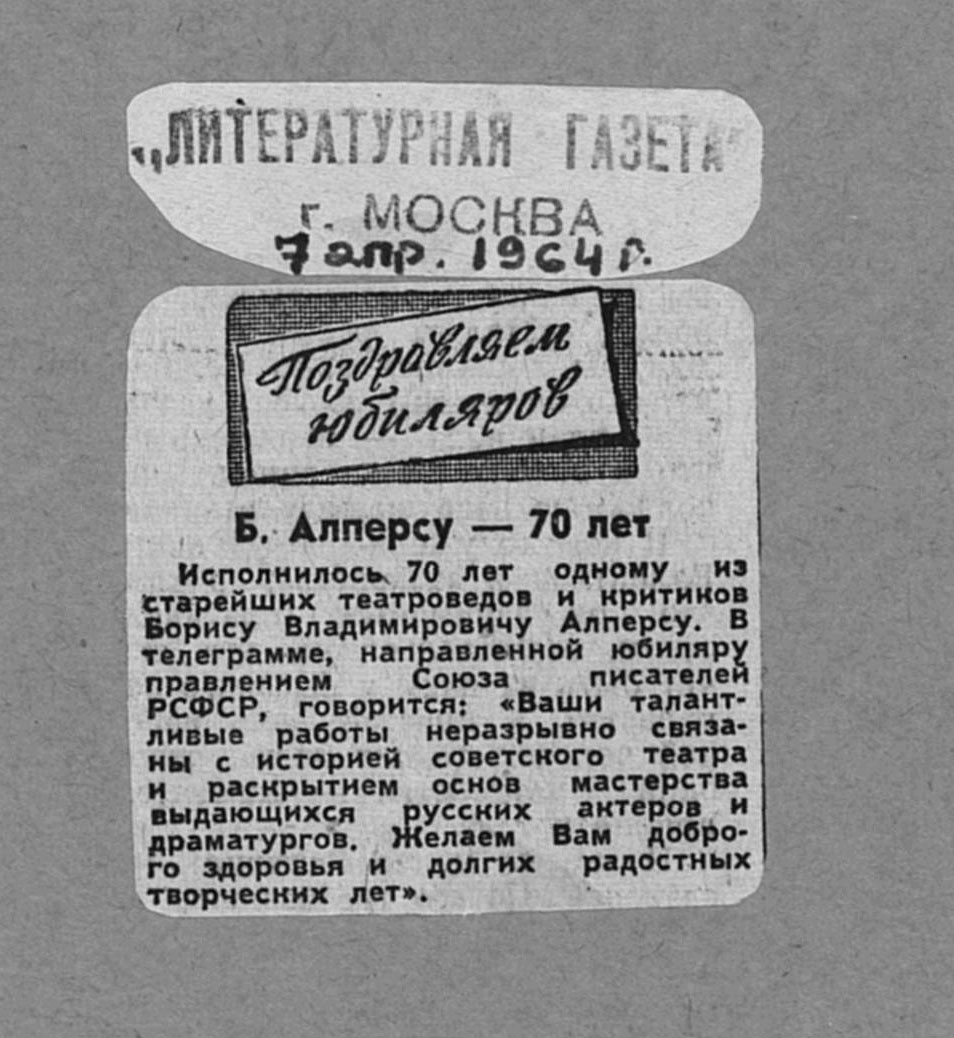 „ЛИТЕРАТУРНАЯ ГАЗЕТА"
г. МОСКВА
7 апр. 1964 г.
Поздравляем
юбиляров
Б. Алперсу — 70 лет
Исполнилось 70 лет одному из
старейших театроведов и критиков
Борису Владимировичу Алперсу. В
телеграмме, направленной юбиляру
правлением Союза писателей
РСФСР, говорится: «Ваши талант-
ливые работы неразрывно связа-
ны с историей советского театра
и раскрытием основ мастерства
выдающихся русских актеров и
драматургов. Желаем Вам добро-
го здоровья и долгих радостных
творческих лет».